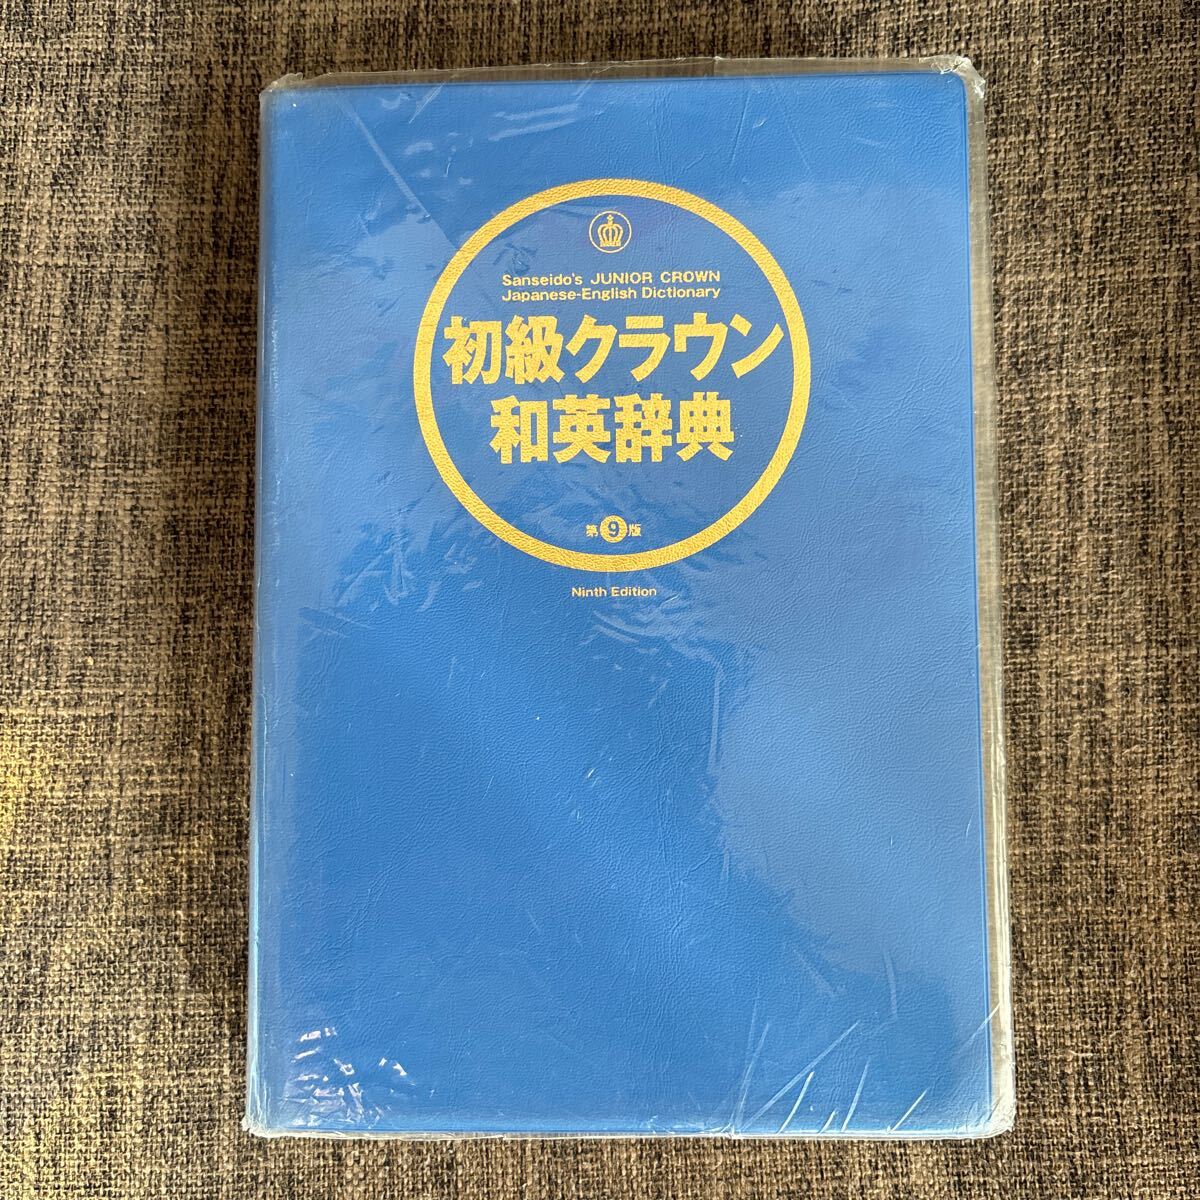 Sanseido's JUNIOR CROWN
Japanese-English Dictionary
初級クラウン
和英辞典
第9版
Ninth Edition